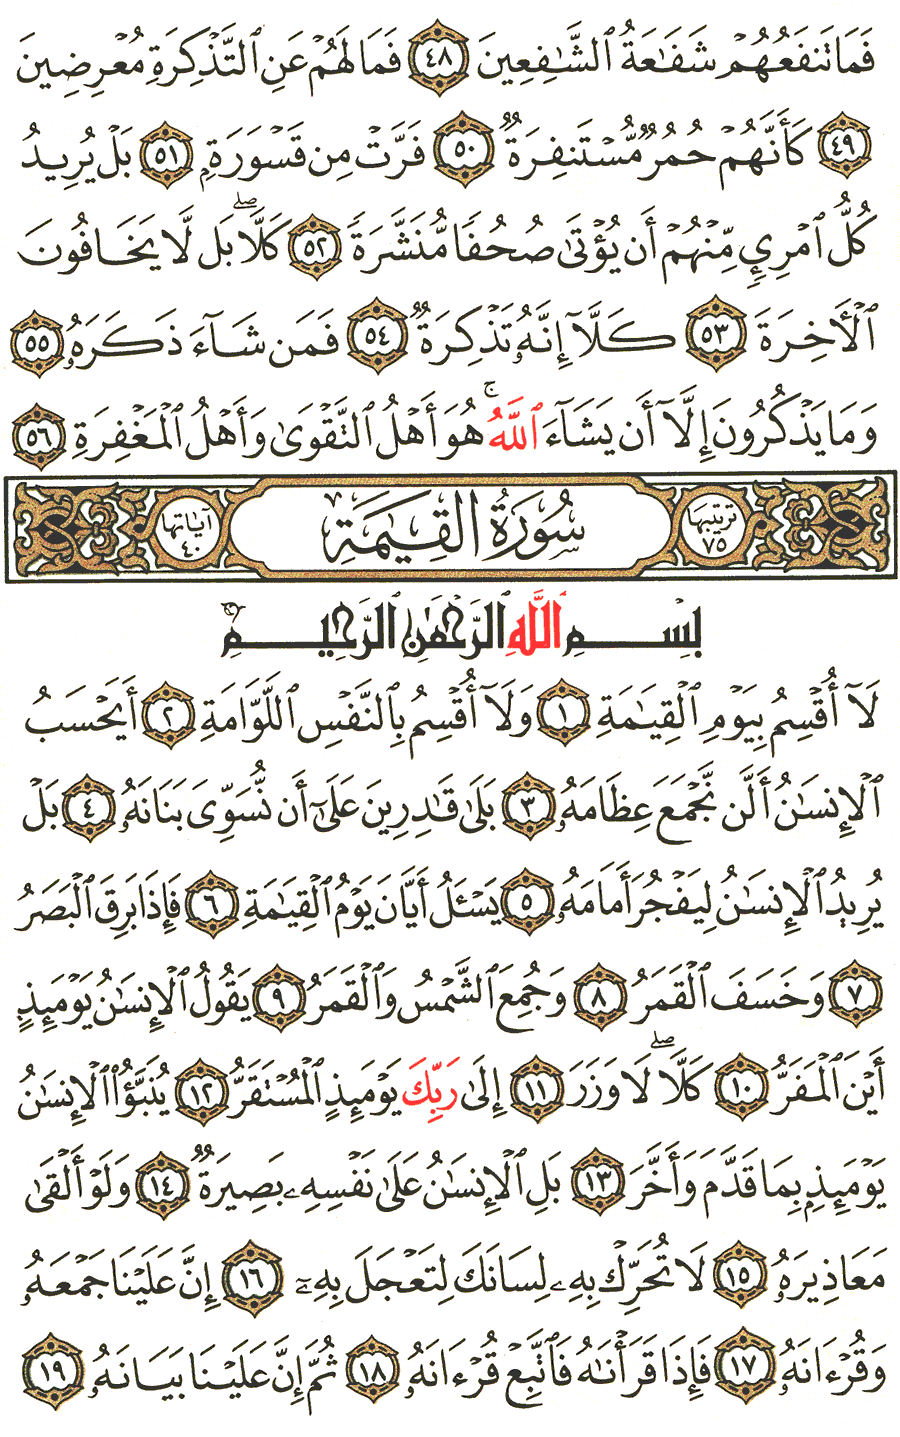 فَمَا تَنفَعُهُمْ شَفَٰعَةُ ٱلشَّٰفِعِينَ ٤٨ فَمَا لَهُمْ عَنِ ٱلتَّذْكِرَةِ مُعْرِضِينَ
٤٩ كَأَنَّهُمْ حُمُرٌ مُّسْتَنفِرَةٌ ٥٠ فَرَّتْ مِن قَسْوَرَةٍۭ ٥١ بَلْ يُرِيدُ
كُلُّ ٱمْرِئٍ مِّنْهُمْ أَن يُؤْتَىٰ صُحُفًا مُّنَشَّرَةً ٥٢ كَلَّاۖ بَل لَّا يَخَافُونَ
ٱلْأَخِرَةَ ٥٣ كَلَّآ إِنَّهُۥ تَذْكِرَةٌ ٥٤ فَمَن شَآءَ ذَكَرَهُۥ ٥٥
وَمَا يَذْكُرُونَ إِلَّآ أَن يَشَآءَ ٱللَّهُۚ هُوَ أَهْلُ ٱلتَّقْوَىٰ وَأَهْلُ ٱلْمَغْفِرَةِ ٥٦
ترتيبها ٧٥ سُورَةُ القِيَٰمَةِ آياتها ٤٠
بِسْمِ ٱللَّهِ ٱلرَّحْمَٰنِ ٱلرَّحِيمِ
لَآ أُقْسِمُ بِيَوْمِ ٱلْقِيَٰمَةِ ١ وَلَآ أُقْسِمُ بِٱلنَّفْسِ ٱللَّوَّامَةِ ٢ أَيَحْسَبُ
ٱلْإِنسَٰنُ أَلَّن نَّجْمَعَ عِظَامَهُۥ ٣ بَلَىٰ قَٰدِرِينَ عَلَىٰٓ أَن نُّسَوِّىَ بَنَانَهُۥ ٤ بَلْ
يُرِيدُ ٱلْإِنسَٰنُ لِيَفْجُرَ أَمَامَهُۥ ٥ يَسْـَٔلُ أَيَّانَ يَوْمُ ٱلْقِيَٰمَةِ ٦ فَإِذَا بَرِقَ ٱلْبَصَرُ
٧ وَخَسَفَ ٱلْقَمَرُ ٨ وَجُمِعَ ٱلشَّمْسُ وَٱلْقَمَرُ ٩ يَقُولُ ٱلْإِنسَٰنُ يَوْمَئِذٍ
أَيْنَ ٱلْمَفَرُّ ١٠ كَلَّاۖ لَا وَزَرَ ١١ إِلَىٰ رَبِّكَ يَوْمَئِذٍ ٱلْمُسْتَقَرُّ ١٢ يُنَبَّؤُا۟ ٱلْإِنسَٰنُ
يَوْمَئِذٍۭ بِمَا قَدَّمَ وَأَخَّرَ ١٣ بَلِ ٱلْإِنسَٰنُ عَلَىٰ نَفْسِهِۦ بَصِيرَةٌ ١٤ وَلَوْ أَلْقَىٰ
مَعَاذِيرَهُۥ ١٥ لَا تُحَرِّكْ بِهِۦ لِسَانَكَ لِتَعْجَلَ بِهِۦٓ ١٦ إِنَّ عَلَيْنَا جَمْعَهُۥ
وَقُرْءَانَهُۥ ١٧ فَإِذَا قَرَأْنَٰهُ فَٱتَّبِعْ قُرْءَانَهُۥ ١٨ ثُمَّ إِنَّ عَلَيْنَا بَيَانَهُۥ ١٩